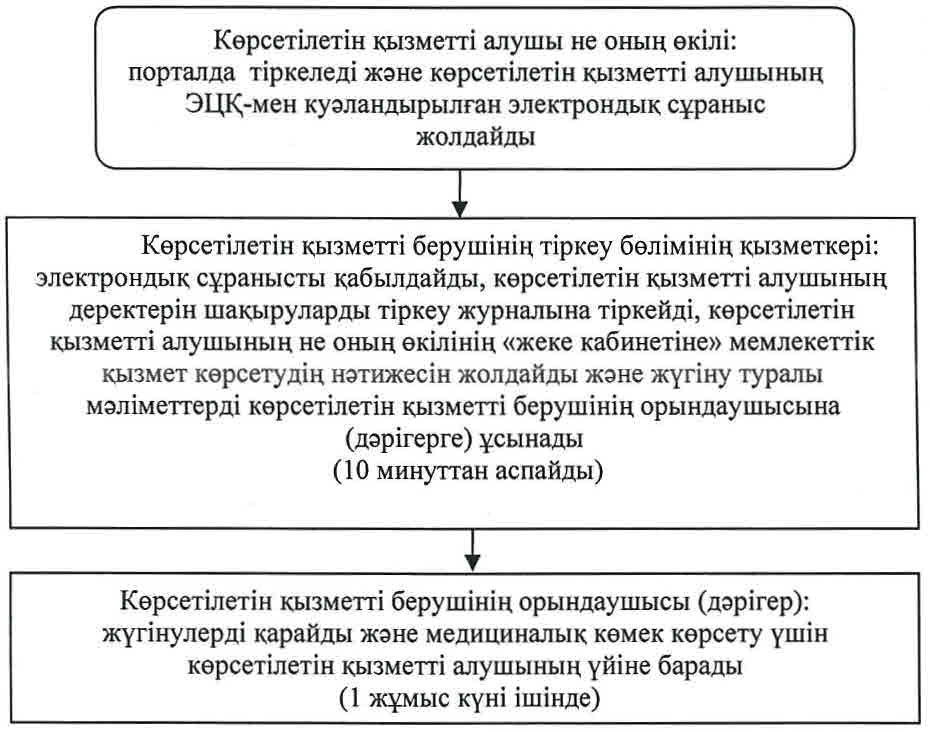 Көрсетілетін қызметті алушы не оның өкілі:
порталда тіркеледі және көрсетілетін қызметті алушының
ЭЦҚ-мен куәландырылған электрондық сұраныс
жолдайды
Көрсетілетін қызметті берушінің тіркеу бөлімінің қызметкері:
электрондық сұранысты қабылдайды, көрсетілетін қызметті алушының
деректерін шақыруларды тіркеу журналына тіркейді, көрсетілетін
қызметті алушының не оның өкілінің «жеке кабинетіне» мемлекеттік
қызмет көрсетудің нәтижесін жолдайды және жүгіну туралы
мәліметтерді көрсетілетін қызметті берушінің орындаушысына
(дәрігерге) ұсынады
(10 минуттан аспайды)
Көрсетілетін қызметті берушінің орындаушысы (дәрігер):
жүгінулерді қарайды және медициналық көмек көрсету үшін
көрсетілетін қызметті алушының үйіне барады
(1 жұмыс күні ішінде)